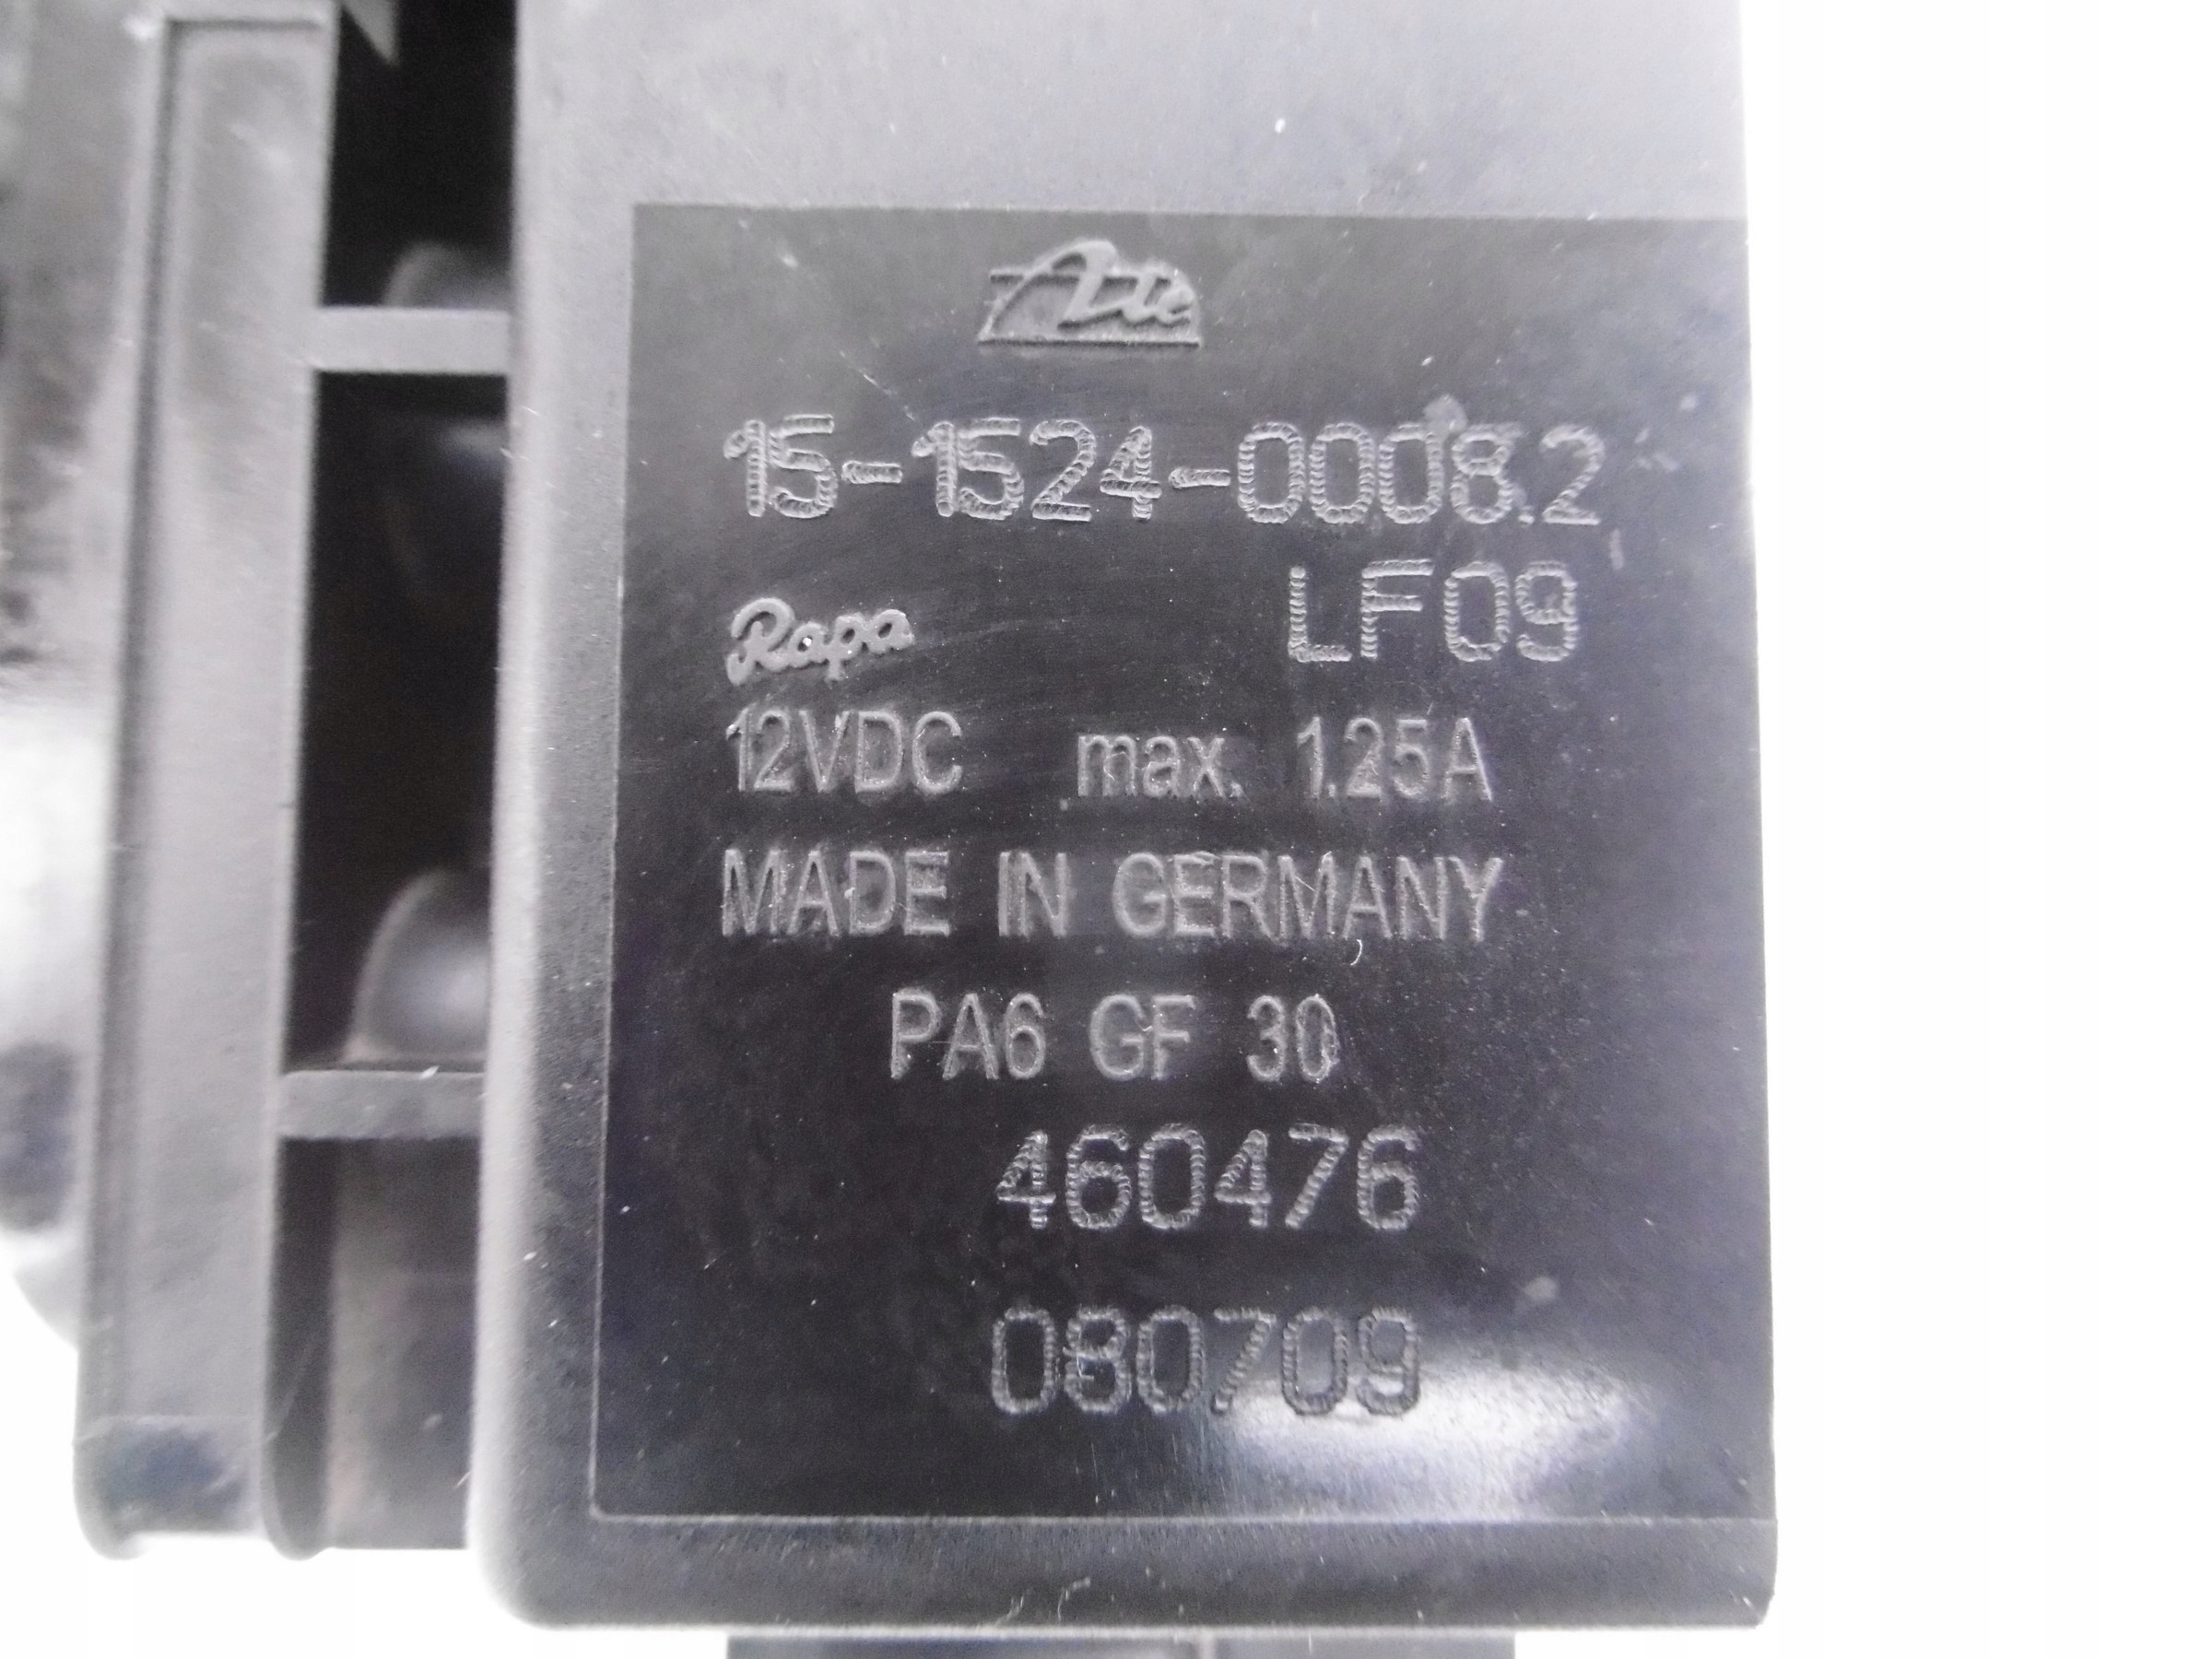 Ate
15-1524-0008.2
LF09
Rapa
12VDC max. 1.25A
MADE IN GERMANY
PA6 GF 30
460476
080709